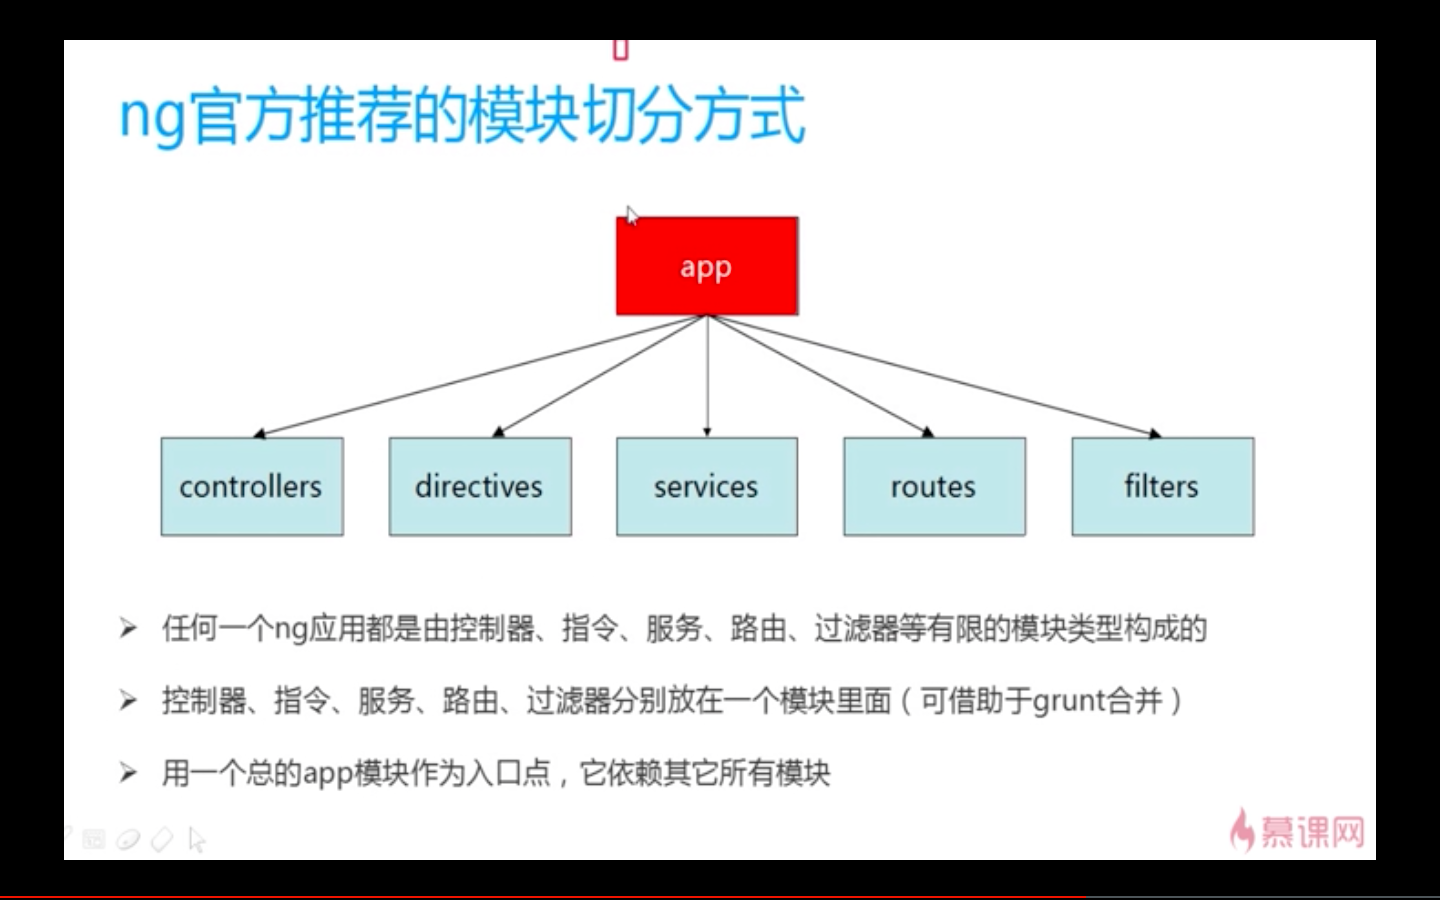 ng官方推荐的模块切分方式
app
controllers
directives
services
routes
filters
任何一个ng应用都是由控制器、指令、服务、路由、过滤器等有限的模块类型构成的
控制器、指令、服务、路由、过滤器分别放在一个模块里面（可借助于grunt合并）
用一个总的app模块作为入口点，它依赖其它所有模块
慕课网